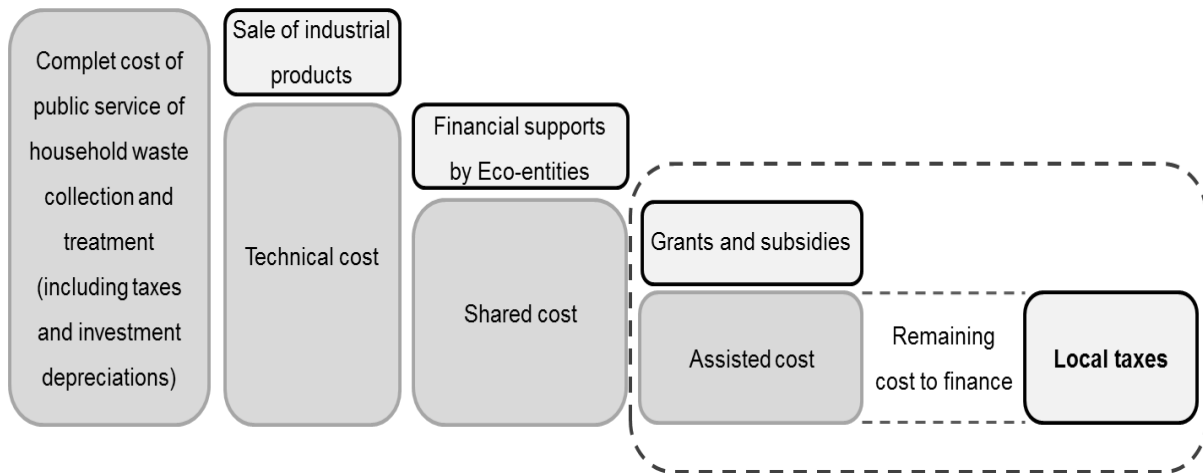 Complet cost of
public service of
household waste
collection and
treatment
(including taxes
and investment
depreciations)
Sale of industrial
products
Technical cost
Financial supports
by Eco-entities
Shared cost
Grants and subsidies
Assisted cost
Remaining
cost to finance
Local taxes